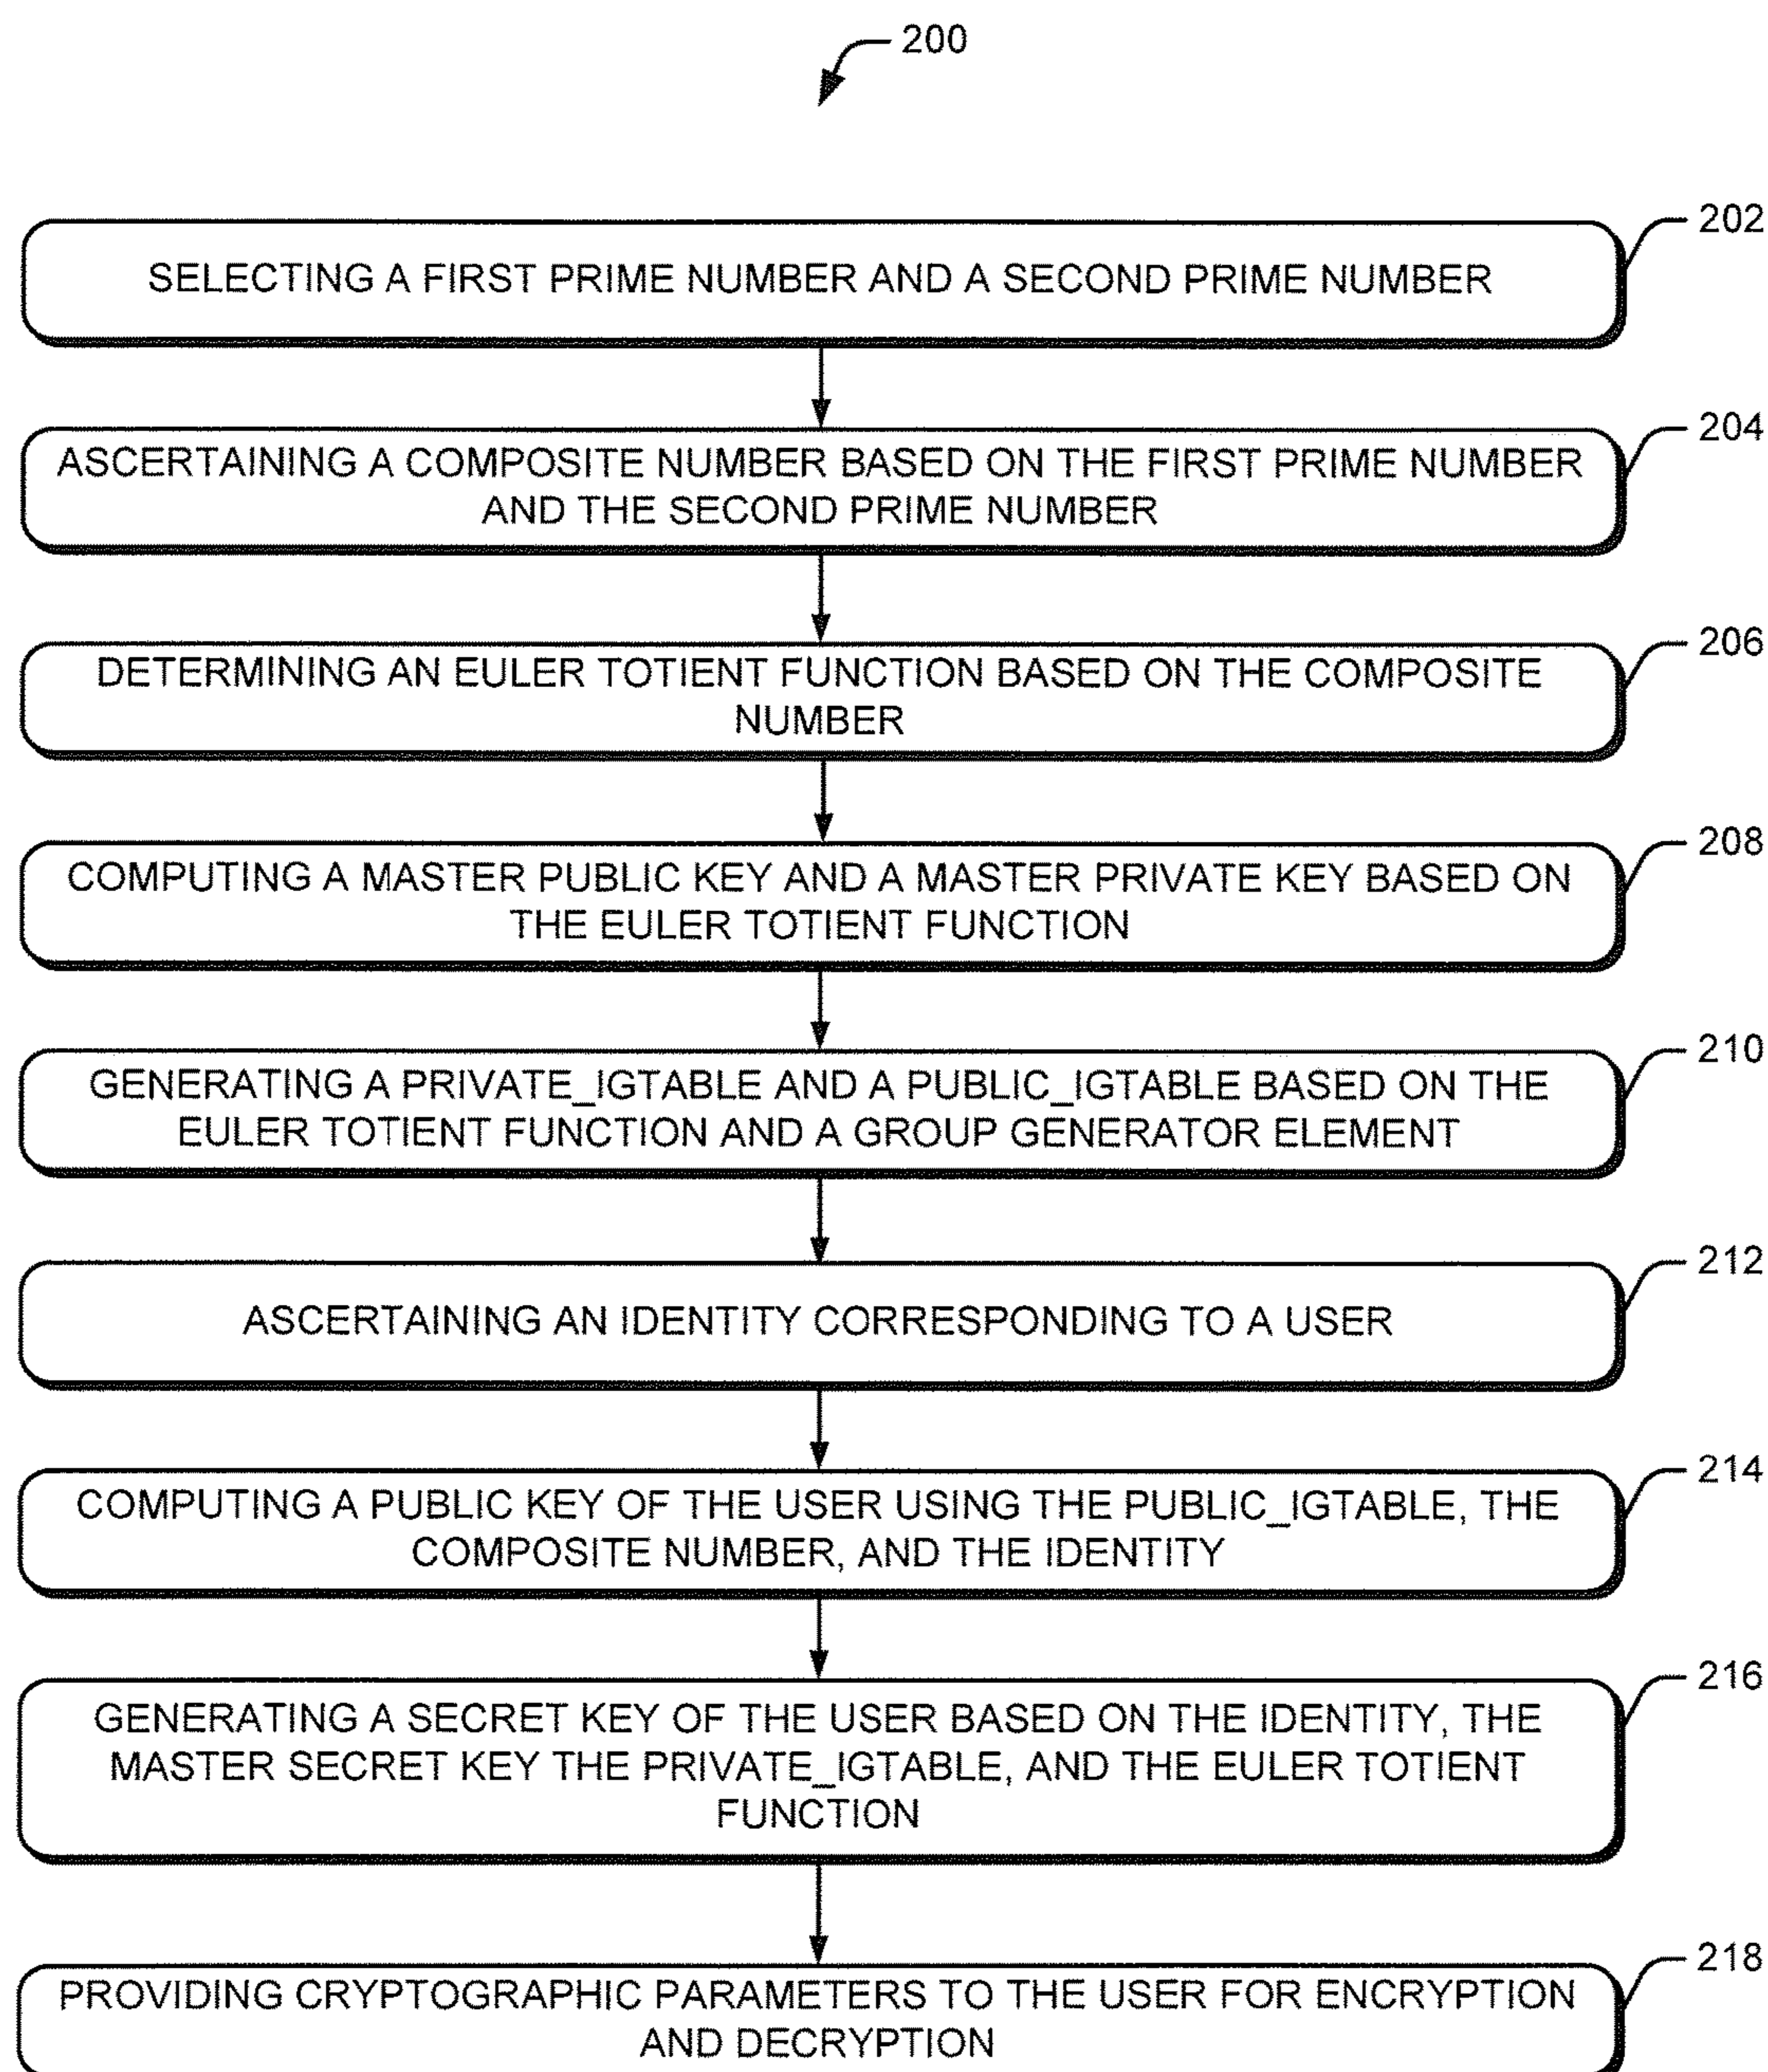 200
202
SELECTING A FIRST PRIME NUMBER AND A SECOND PRIME NUMBER
204
ASCERTAINING A COMPOSITE NUMBER BASED ON THE FIRST PRIME NUMBER
AND THE SECOND PRIME NUMBER
206
DETERMINING AN EULER TOTIENT FUNCTION BASED ON THE COMPOSITE
NUMBER
208
COMPUTING A MASTER PUBLIC KEY AND A MASTER PRIVATE KEY BASED ON
THE EULER TOTIENT FUNCTION
210
GENERATING A PRIVATE_IGTABLE AND A PUBLIC_IGTABLE BASED ON THE
EULER TOTIENT FUNCTION AND A GROUP GENERATOR ELEMENT
212
ASCERTAINING AN IDENTITY CORRESPONDING TO A USER
214
COMPUTING A PUBLIC KEY OF THE USER USING THE PUBLIC_IGTABLE, THE
COMPOSITE NUMBER, AND THE IDENTITY
216
GENERATING A SECRET KEY OF THE USER BASED ON THE IDENTITY, THE
MASTER SECRET KEY THE PRIVATE_IGTABLE, AND THE EULER TOTIENT
FUNCTION
218
PROVIDING CRYPTOGRAPHIC PARAMETERS TO THE USER FOR ENCRYPTION
AND DECRYPTION